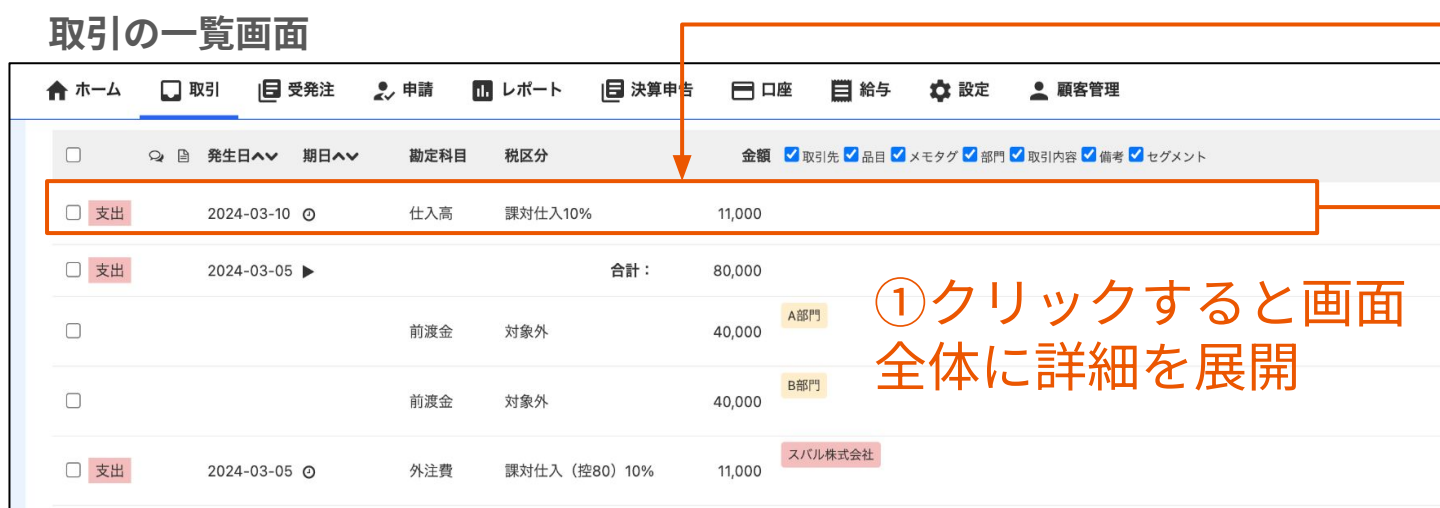 取引の一覧画面
ホーム 取引 受発注 申請 レポート 決算申告 口座 給与 設定 顧客管理
発生日 期日 勘定科目 税区分 金額 取引先 品目 メモタグ 部門 取引内容 備考 セグメント
支出 2024-03-10 仕入高 課対仕入10% 11,000
支出 2024-03-05 合計： 80,000
前渡金 対象外 40,000 A部門
前渡金 対象外 40,000 B部門
支出 2024-03-05 外注費 課対仕入（控80）10% 11,000 スバル株式会社
①クリックすると画面
全体に詳細を展開